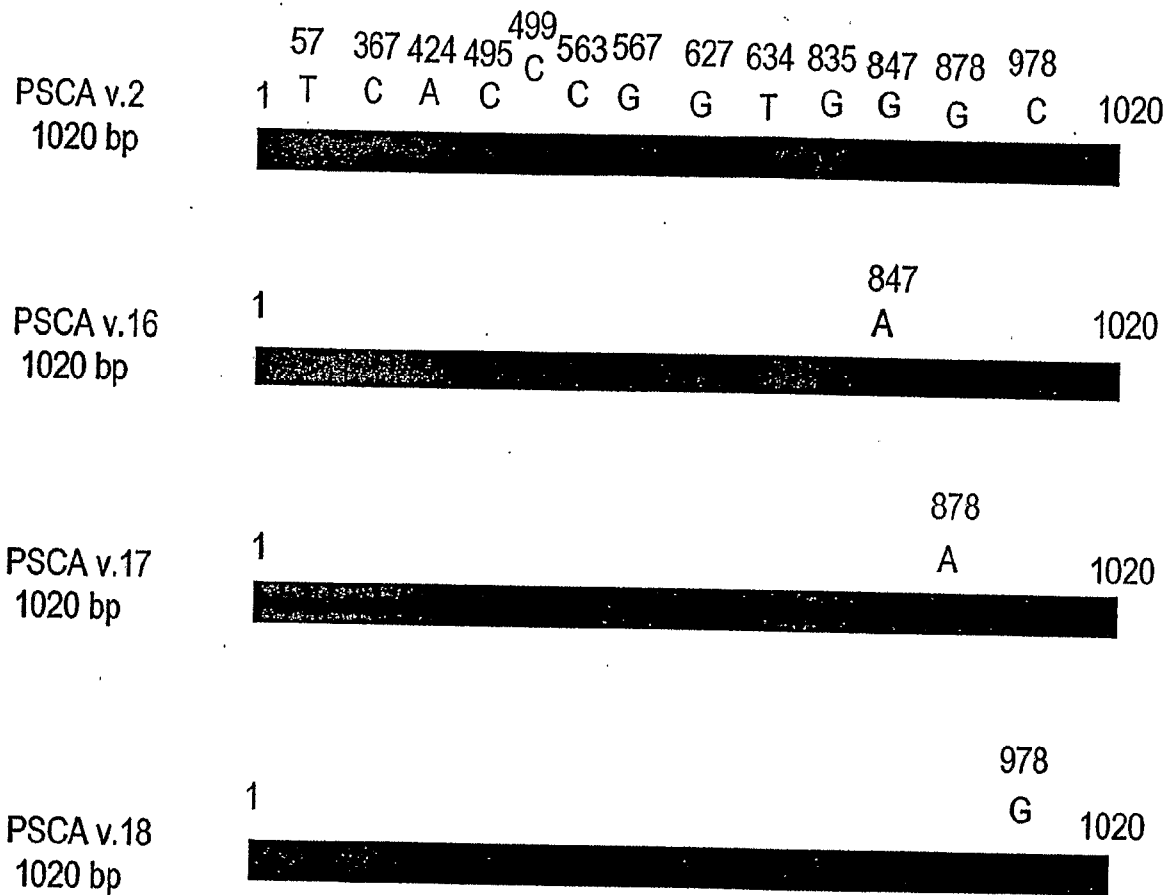 57 367 424 495 499 563 567 627 634 835 847 878 978
PSCA v.2 1 T C A C C C G G T G G G C 1020
1020 bp
847
1 A
PSCA v.16 1020
1020 bp
878
1 A
PSCA v.17 1020
1020 bp
978
1 G
PSCA v.18 1020
1020 bp